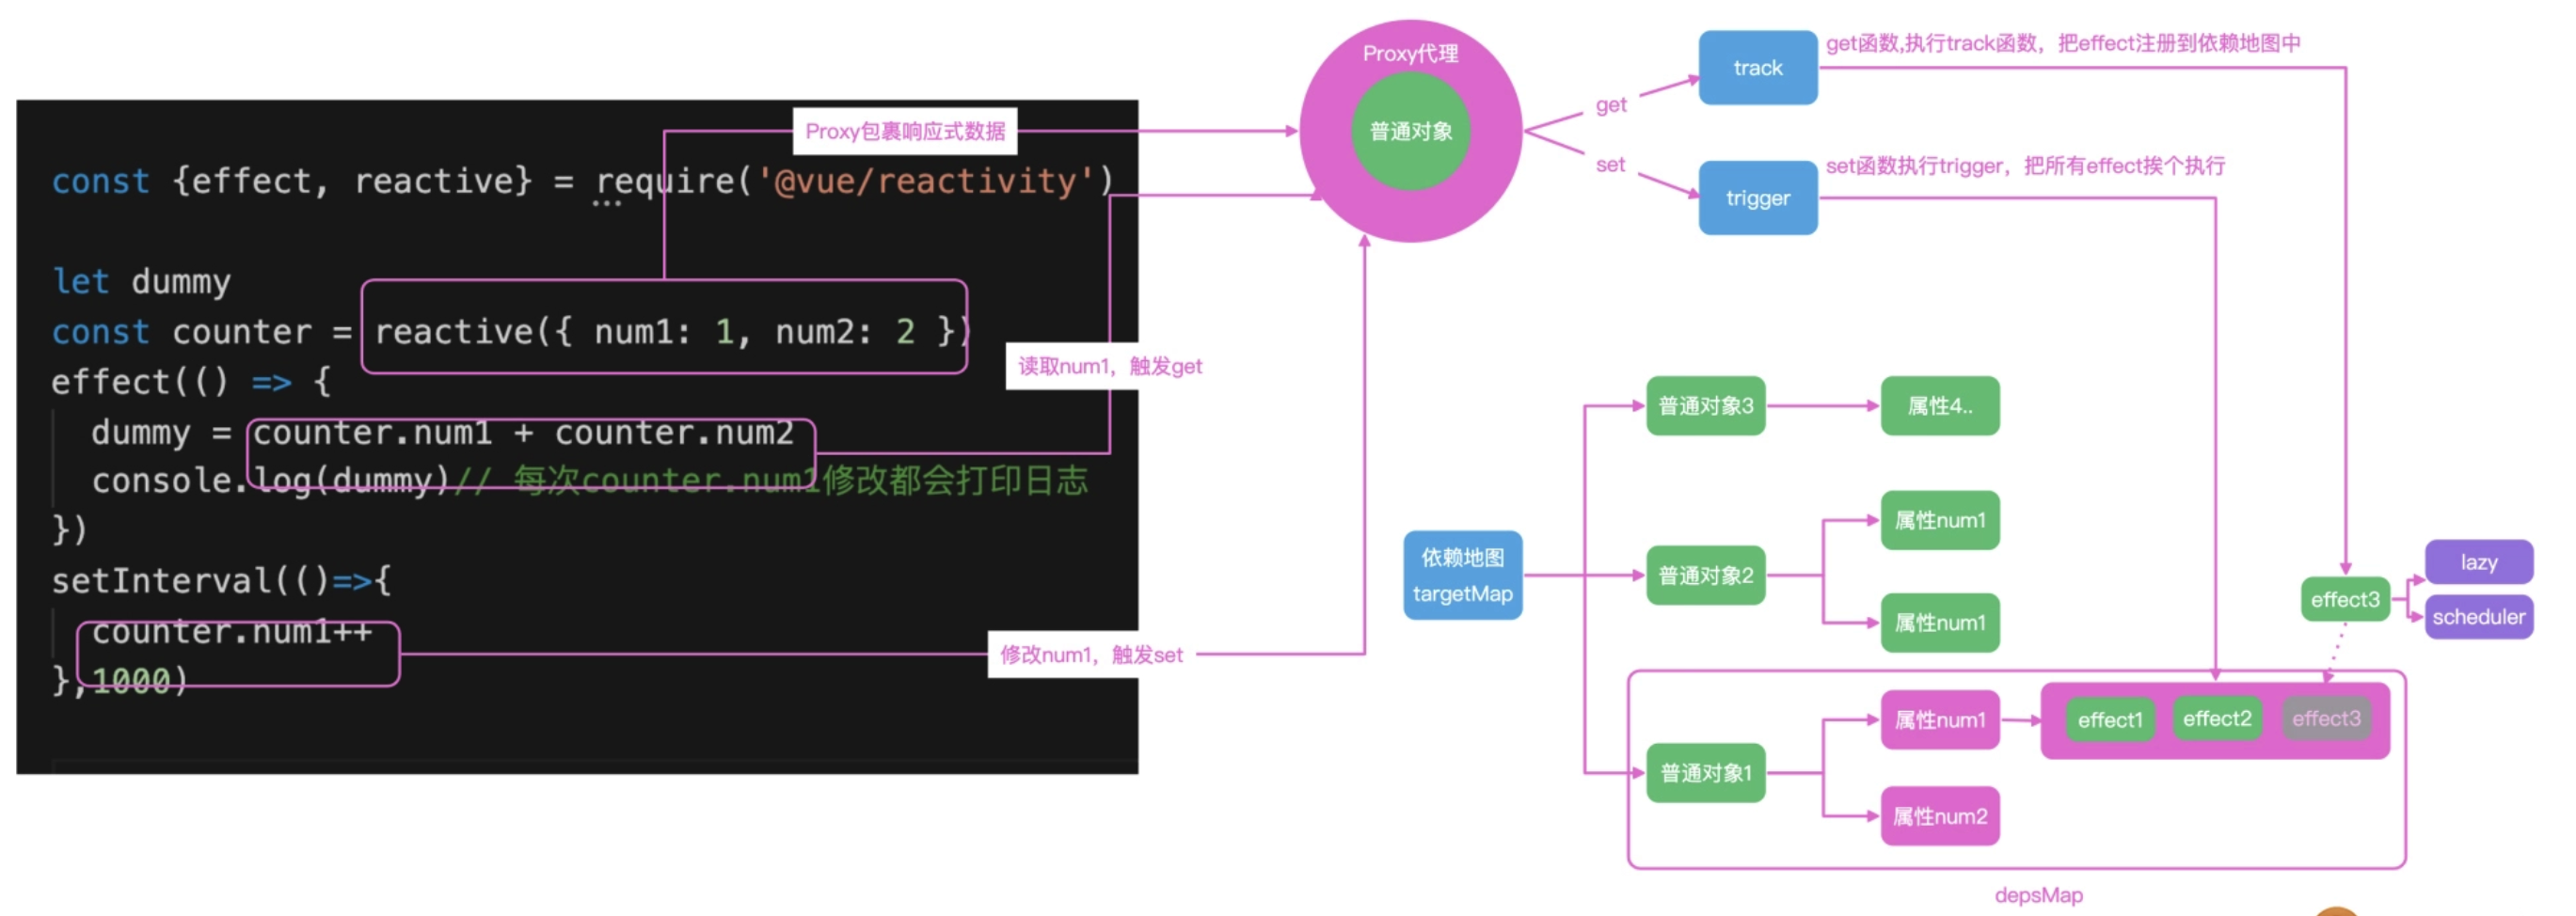 const {effect, reactive} = require('@vue/reactivity')
let dummy
const counter = reactive({ num1: 1, num2: 2 })
effect(() => {
dummy = counter.num1 + counter.num2
console.log(dummy)// 每次counter.num1修改都会打印日志
})
setInterval(()=>{
counter.num1++
},1000)
Proxy包裹响应式数据
读取num1，触发get
修改num1，触发set
Proxy代理
普通对象
get
set
track
get函数,执行track函数，把effect注册到依赖地图中
trigger
set函数执行trigger，把所有effect挨个执行
依赖地图
targetMap
普通对象3
属性4..
普通对象2
属性num1
属性num1
普通对象1
属性num1
属性num2
effect1
effect2
effect3
effect3
lazy
scheduler
depsMap